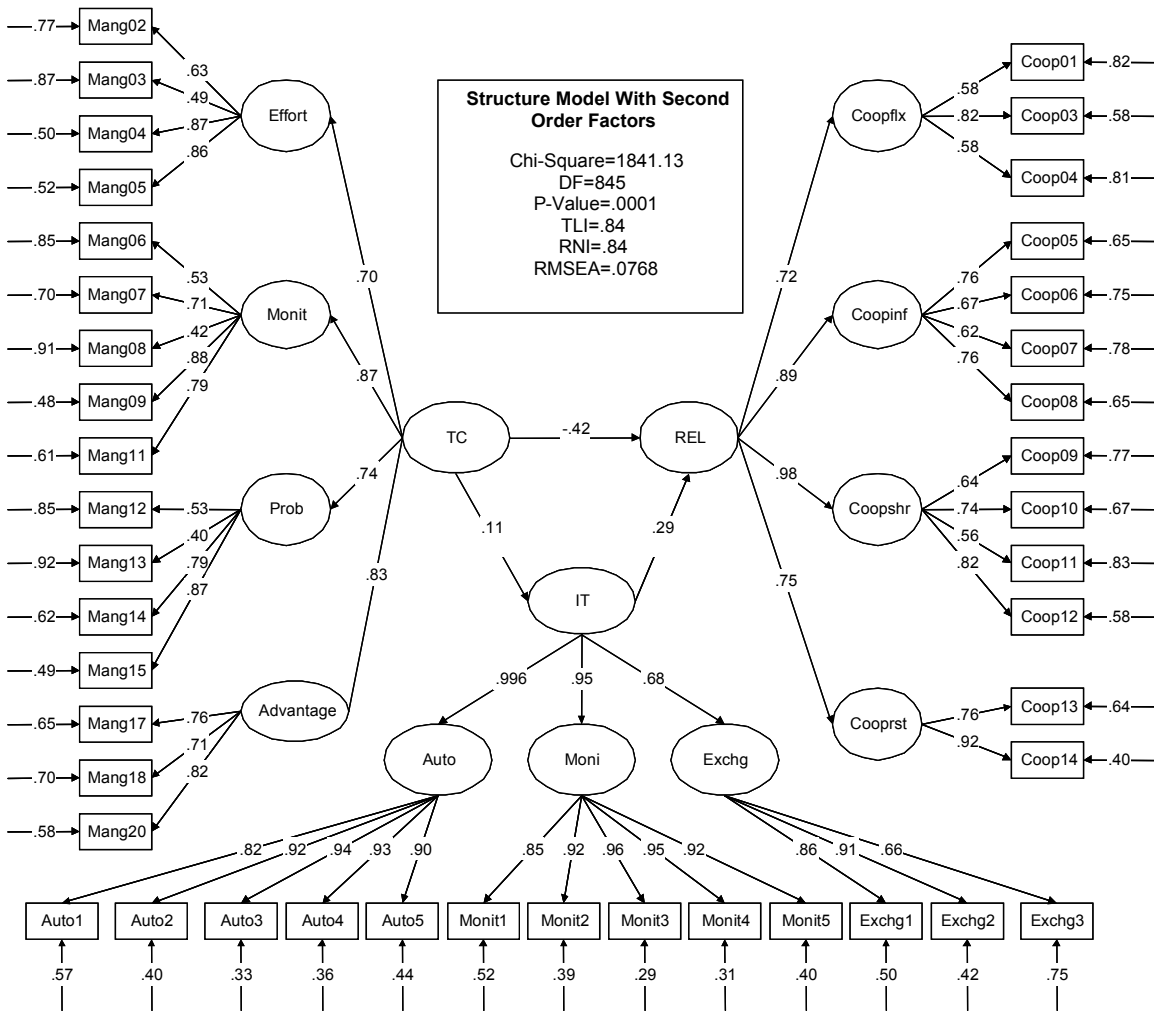 Structure Model With Second
Order Factors
Chi-Square=1841.13
DF=845
P-Value=.0001
TLI=.84
RNI=.84
RMSEA=.0768
.77 Mang02
.63
.87 Mang03
.49
.50 Mang04
.87
.52 Mang05
.86
Effort
.85 Mang06
.53
.70 Mang07
.71
.91 Mang08
.42
.48 Mang09
.88
.61 Mang11
.79
Monit
.85 Mang12
.53
.92 Mang13
.40
.62 Mang14
.79
.49 Mang15
.87
Prob
.65 Mang17
.76
.70 Mang18
.71
.58 Mang20
.82
Advantage
.70
.87
.74
.83
TC
-.42
REL
.11
.29
IT
.72
.89
.98
.75
Coopflx
.58
Coop01 .82
.82
Coop03 .58
.58
Coop04 .81
Coopinf
.76
Coop05 .65
.67
Coop06 .75
.62
Coop07 .78
.76
Coop08 .65
Coopshr
.64
Coop09 .77
.74
Coop10 .67
.56
Coop11 .83
.82
Coop12 .58
Cooprst
.76
Coop13 .64
.92
Coop14 .40
.996 .95 .68
Auto Moni Exchg
.82 .92 .94 .93 .90 .85 .92 .96 .95 .92 .86 .91 .66
Auto1 Auto2 Auto3 Auto4 Auto5 Monit1 Monit2 Monit3 Monit4 Monit5 Exchg1 Exchg2 Exchg3
.57 .40 .33 .36 .44 .52 .39 .29 .31 .40 .50 .42 .75